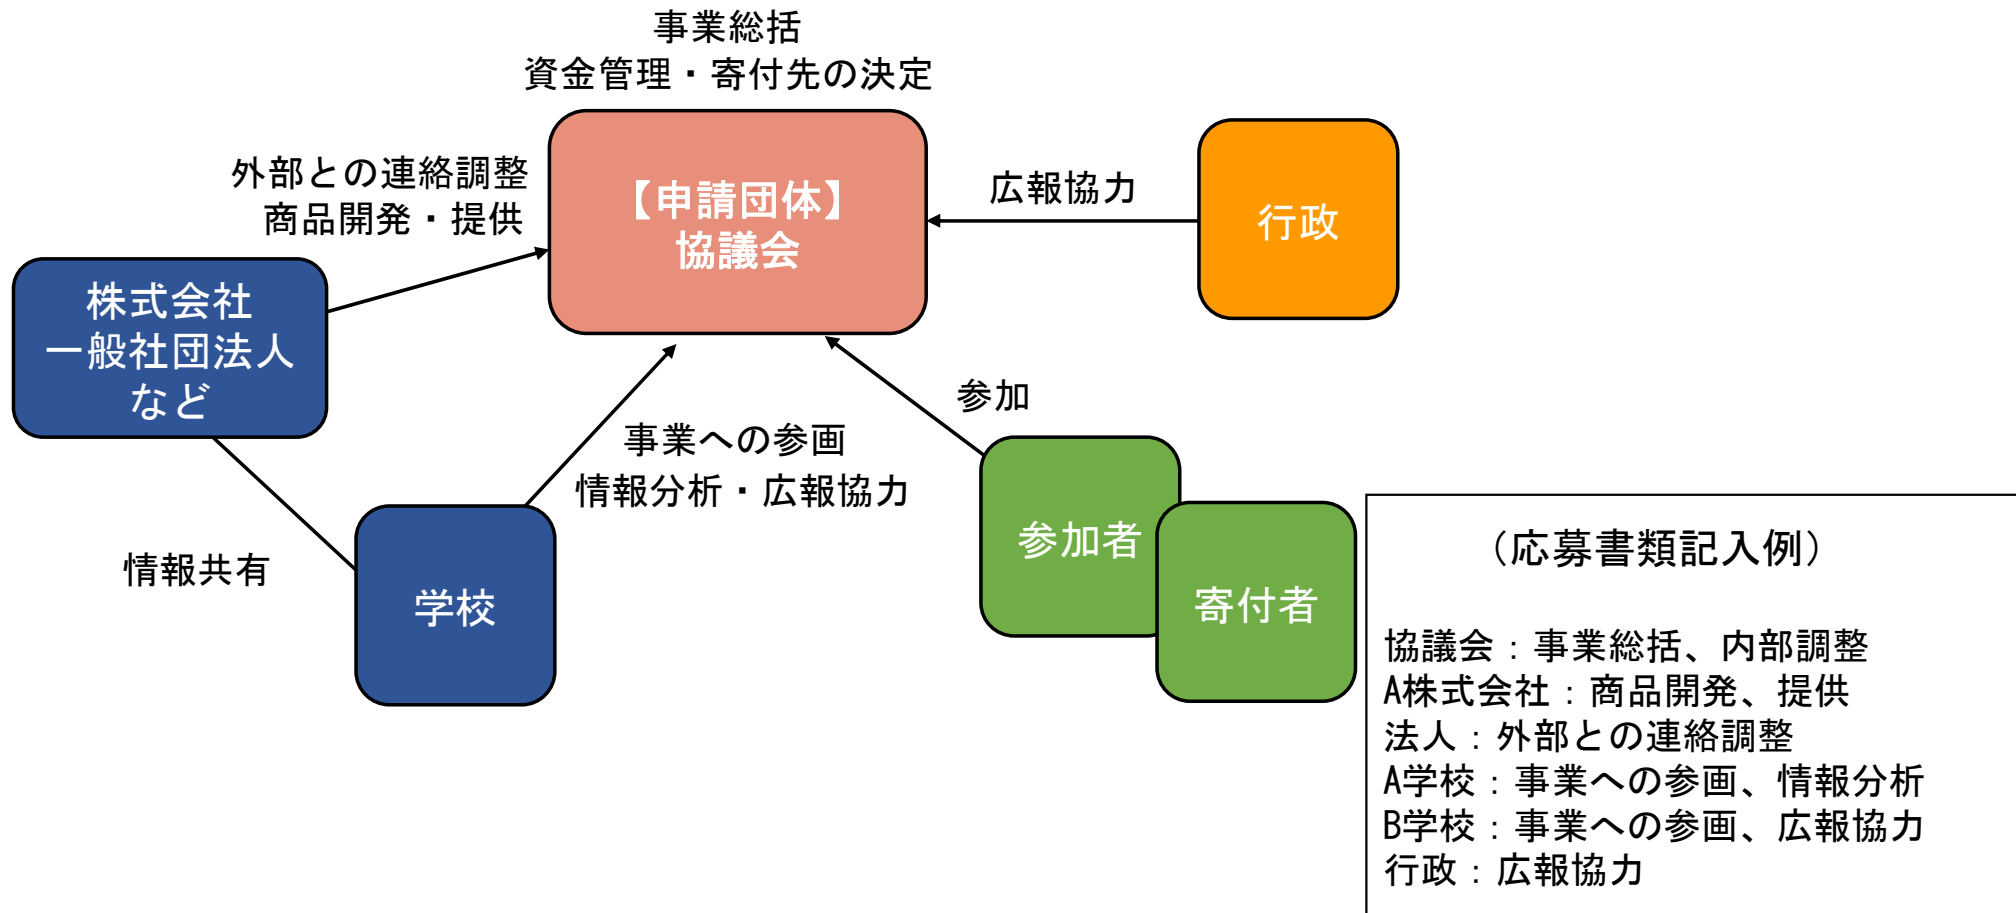 事業総括
資金管理・寄付先の決定
外部との連絡調整
商品開発・提供
【申請団体】
協議会
広報協力
行政
株式会社
一般社団法人
など
参加
事業への参画
情報分析・広報協力
情報共有
学校
参加者
寄付者
（応募書類記入例）
協議会：事業総括、内部調整
A株式会社：商品開発、提供
法人：外部との連絡調整
A学校：事業への参画、情報分析
B学校：事業への参画、広報協力
行政：広報協力